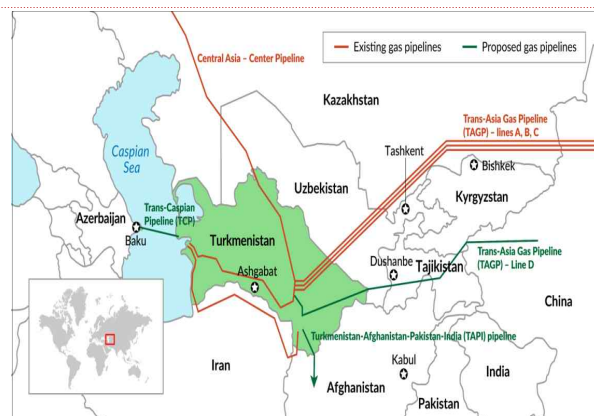 Existing gas pipelines
Proposed gas pipelines
Central Asia – Center Pipeline
Kazakhstan
Trans-Asia Gas Pipeline
(TAGP) – lines A, B, C
Tashkent
Bishkek
Caspian
Sea
Uzbekistan
Kyrgyzstan
Trans-Caspian
Pipeline (TCP)
Azerbaijan
Baku
Turkmenistan
Ashgabat
Dushanbe
Tajikistan
Trans-Asia Gas Pipeline
(TAGP) – Line D
China
Turkmenistan-Afghanistan-Pakistan-India (TAPI) pipeline
Iran
Kabul
India
Afghanistan
Pakistan